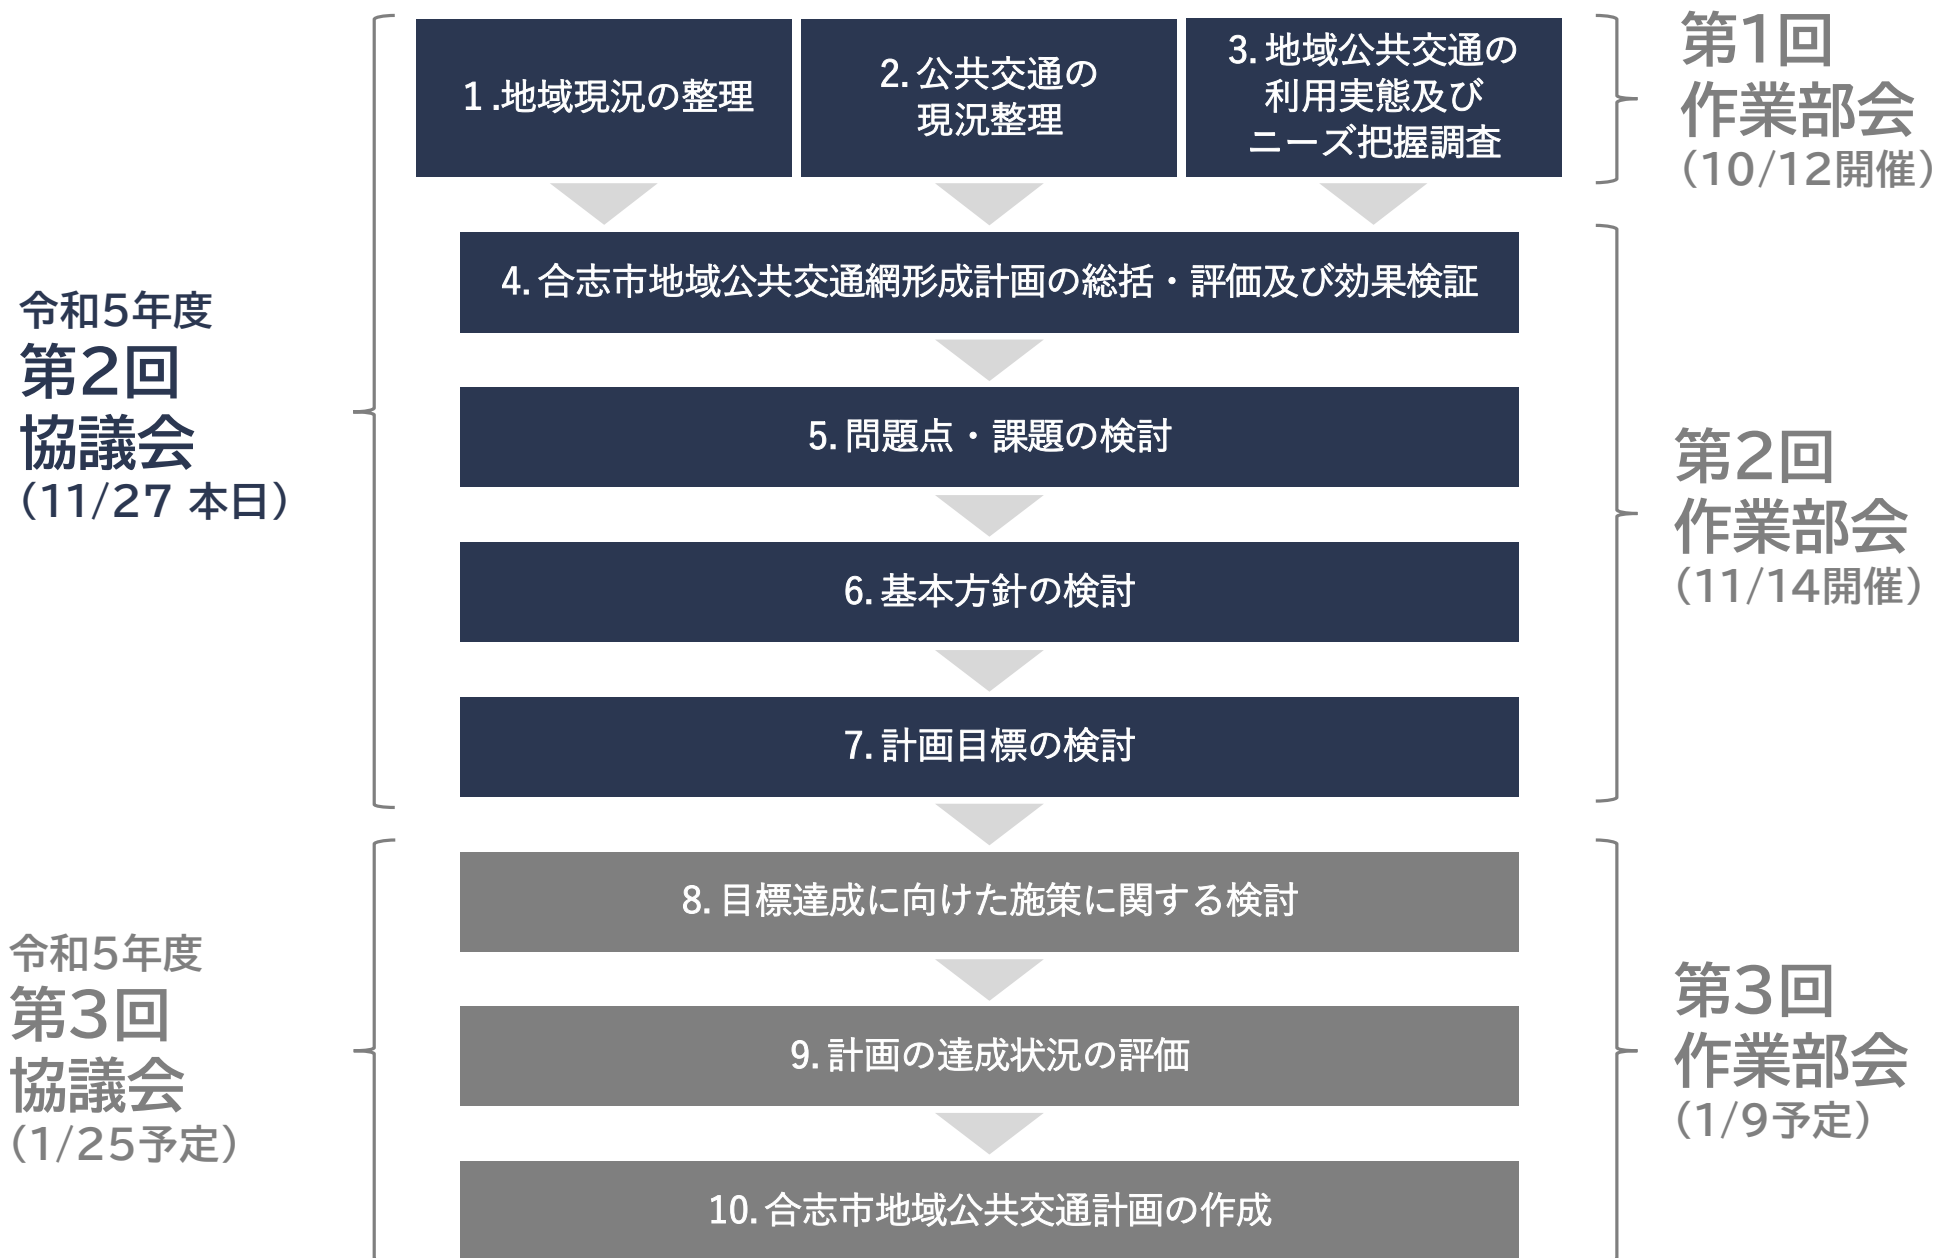 1.地域現況の整理
2. 公共交通の
現況整理
3. 地域公共交通の
利用実態及び
ニーズ把握調査
第1回
作業部会
(10/12開催)
令和5年度
第2回
協議会
(11/27 本日)
4. 合志市地域公共交通網形成計画の総括・評価及び効果検証
5. 問題点・課題の検討
6. 基本方針の検討
7. 計画目標の検討
第2回
作業部会
(11/14開催)
令和5年度
第3回
協議会
(1/25予定)
8. 目標達成に向けた施策に関する検討
9. 計画の達成状況の評価
10. 合志市地域公共交通計画の作成
第3回
作業部会
(1/9予定)